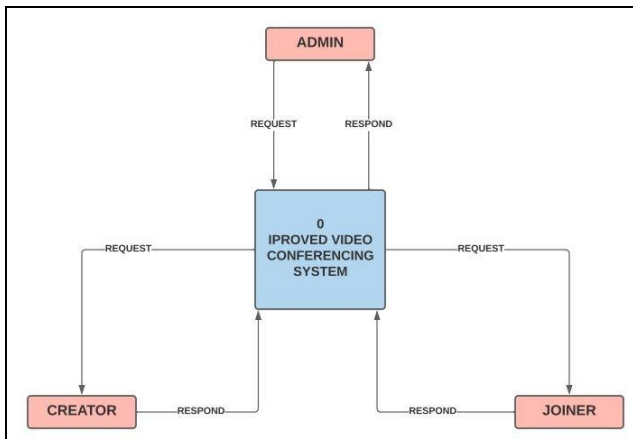 ADMIN
REQUEST
RESPOND
0
IPROVED VIDEO
CONFERENCING
SYSTEM
REQUEST
REQUEST
CREATOR
RESPOND
RESPOND
JOINER